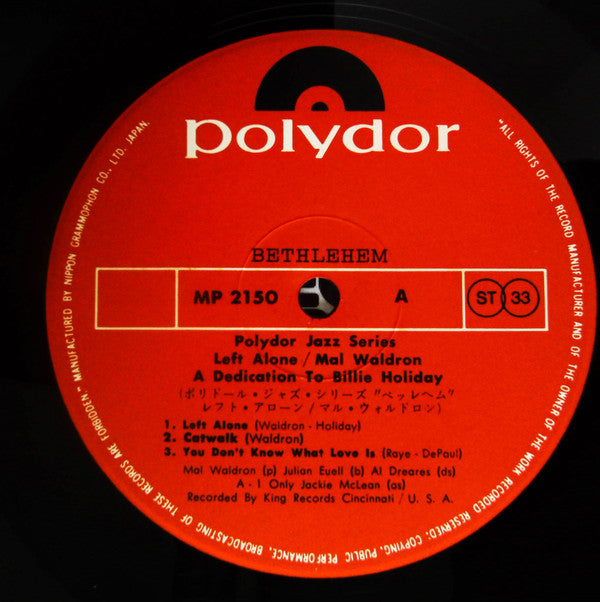 polydor
BETHLEHEM
MP 2150
A
ST 33
Polydor Jazz Series
Left Alone / Mal Waldron
A Dedication To Billie Holiday
(ポリドール・ジャズ・シリーズ "ベツレヘム"
レフト・アローン / マル・ウォルドロン)
1. Left Alone (Waldron - Holiday)
2. Catwalk (Waldron)
3. You Don't Know What Love Is (Raye - DePaul)
Mal Waldron (p) Julian Euell (b) Al Dreares (ds)
A - 1 Only Jackie McLean (as)
Recorded By King Records Cincinnati / U. S. A.
"ALL RIGHTS OF THE RECORD MANUFACTURER AND OF THE OWNER OF THE WORK RECORDED RESERVED; COPYING, PUBLIC PERFORMANCE, BROADCASTING OF THESE RECORDS ARE FORBIDDEN." MANUFACTURED BY NIPPON GRAMMOPHON CO., LTD. JAPAN.